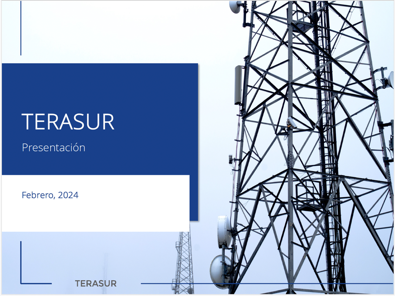 TERASUR
Presentación
Febrero, 2024
TERASUR